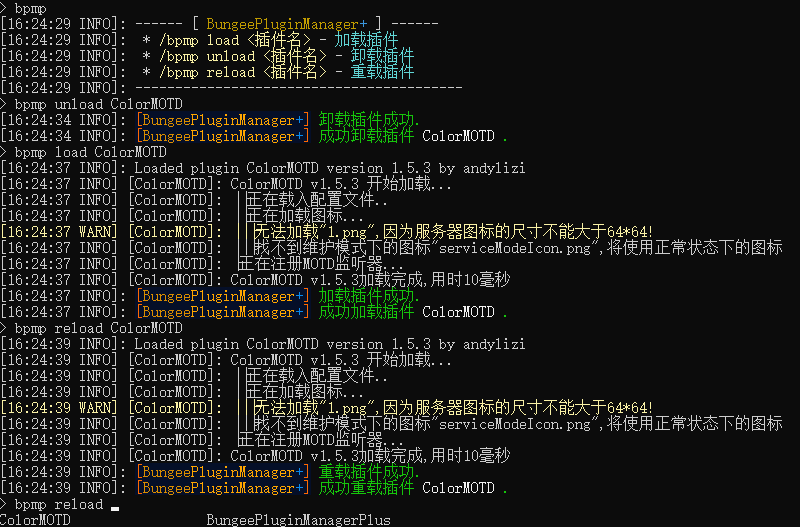 > bpmp
[16:24:29 INFO]: ------ [ BungeePluginManager+ ] ------
[16:24:29 INFO]:  * /bpmp load <插件名> - 加载插件
[16:24:29 INFO]:  * /bpmp unload <插件名> - 卸载插件
[16:24:29 INFO]:  * /bpmp reload <插件名> - 重载插件
[16:24:29 INFO]: -----------------------------------------
> bpmp unload ColorMOTD
[16:24:34 INFO]: [BungeePluginManager+] 卸载插件成功.
[16:24:34 INFO]: [BungeePluginManager+] 成功卸载插件 ColorMOTD .
> bpmp load ColorMOTD
[16:24:37 INFO]: Loaded plugin ColorMOTD version 1.5.3 by andylizi
[16:24:37 INFO] [ColorMOTD]: ColorMOTD v1.5.3 开始加载...
[16:24:37 INFO] [ColorMOTD]:  ||正在载入配置文件..
[16:24:37 INFO] [ColorMOTD]:  ||正在加载图标...
[16:24:37 WARN] [ColorMOTD]:  ||无法加载"1.png",因为服务器图标的尺寸不能大于64*64!
[16:24:37 INFO] [ColorMOTD]:  ||找不到维护模式下的图标"serviceModeIcon.png",将使用正常状态下的图标
[16:24:37 INFO] [ColorMOTD]:  正在注册MOTD监听器...
[16:24:37 INFO] [ColorMOTD]: ColorMOTD v1.5.3加载完成,用时10毫秒
[16:24:37 INFO]: [BungeePluginManager+] 加载插件成功.
[16:24:37 INFO]: [BungeePluginManager+] 成功加载插件 ColorMOTD .
> bpmp reload ColorMOTD
[16:24:39 INFO]: Loaded plugin ColorMOTD version 1.5.3 by andylizi
[16:24:39 INFO] [ColorMOTD]: ColorMOTD v1.5.3 开始加载...
[16:24:39 INFO] [ColorMOTD]:  ||正在载入配置文件..
[16:24:39 INFO] [ColorMOTD]:  ||正在加载图标...
[16:24:39 WARN] [ColorMOTD]:  ||无法加载"1.png",因为服务器图标的尺寸不能大于64*64!
[16:24:39 INFO] [ColorMOTD]:  ||找不到维护模式下的图标"serviceModeIcon.png",将使用正常状态下的图标
[16:24:39 INFO] [ColorMOTD]:  正在注册MOTD监听器...
[16:24:39 INFO] [ColorMOTD]: ColorMOTD v1.5.3加载完成,用时10毫秒
[16:24:39 INFO]: [BungeePluginManager+] 重载插件成功.
[16:24:39 INFO]: [BungeePluginManager+] 成功重载插件 ColorMOTD .
> bpmp reload _
ColorMOTD                 BungeePluginManagerPlus